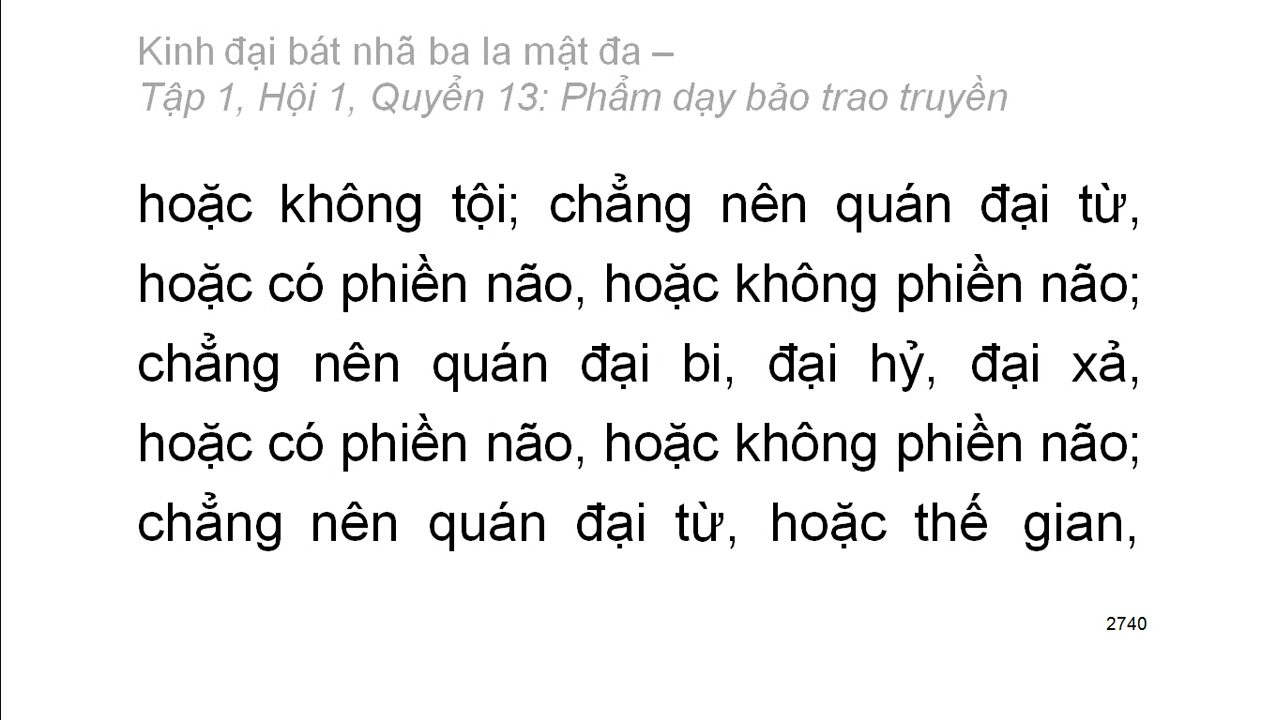 Kinh đại bát nhã ba la mật đa –
Tập 1, Hội 1, Quyển 13: Phẩm dạy bảo trao truyền
hoặc không tội; chẳng nên quán đại từ,
hoặc có phiền não, hoặc không phiền não;
chẳng nên quán đại bi, đại hỷ, đại xả,
hoặc có phiền não, hoặc không phiền não;
chẳng nên quán đại từ, hoặc thế gian,
2740